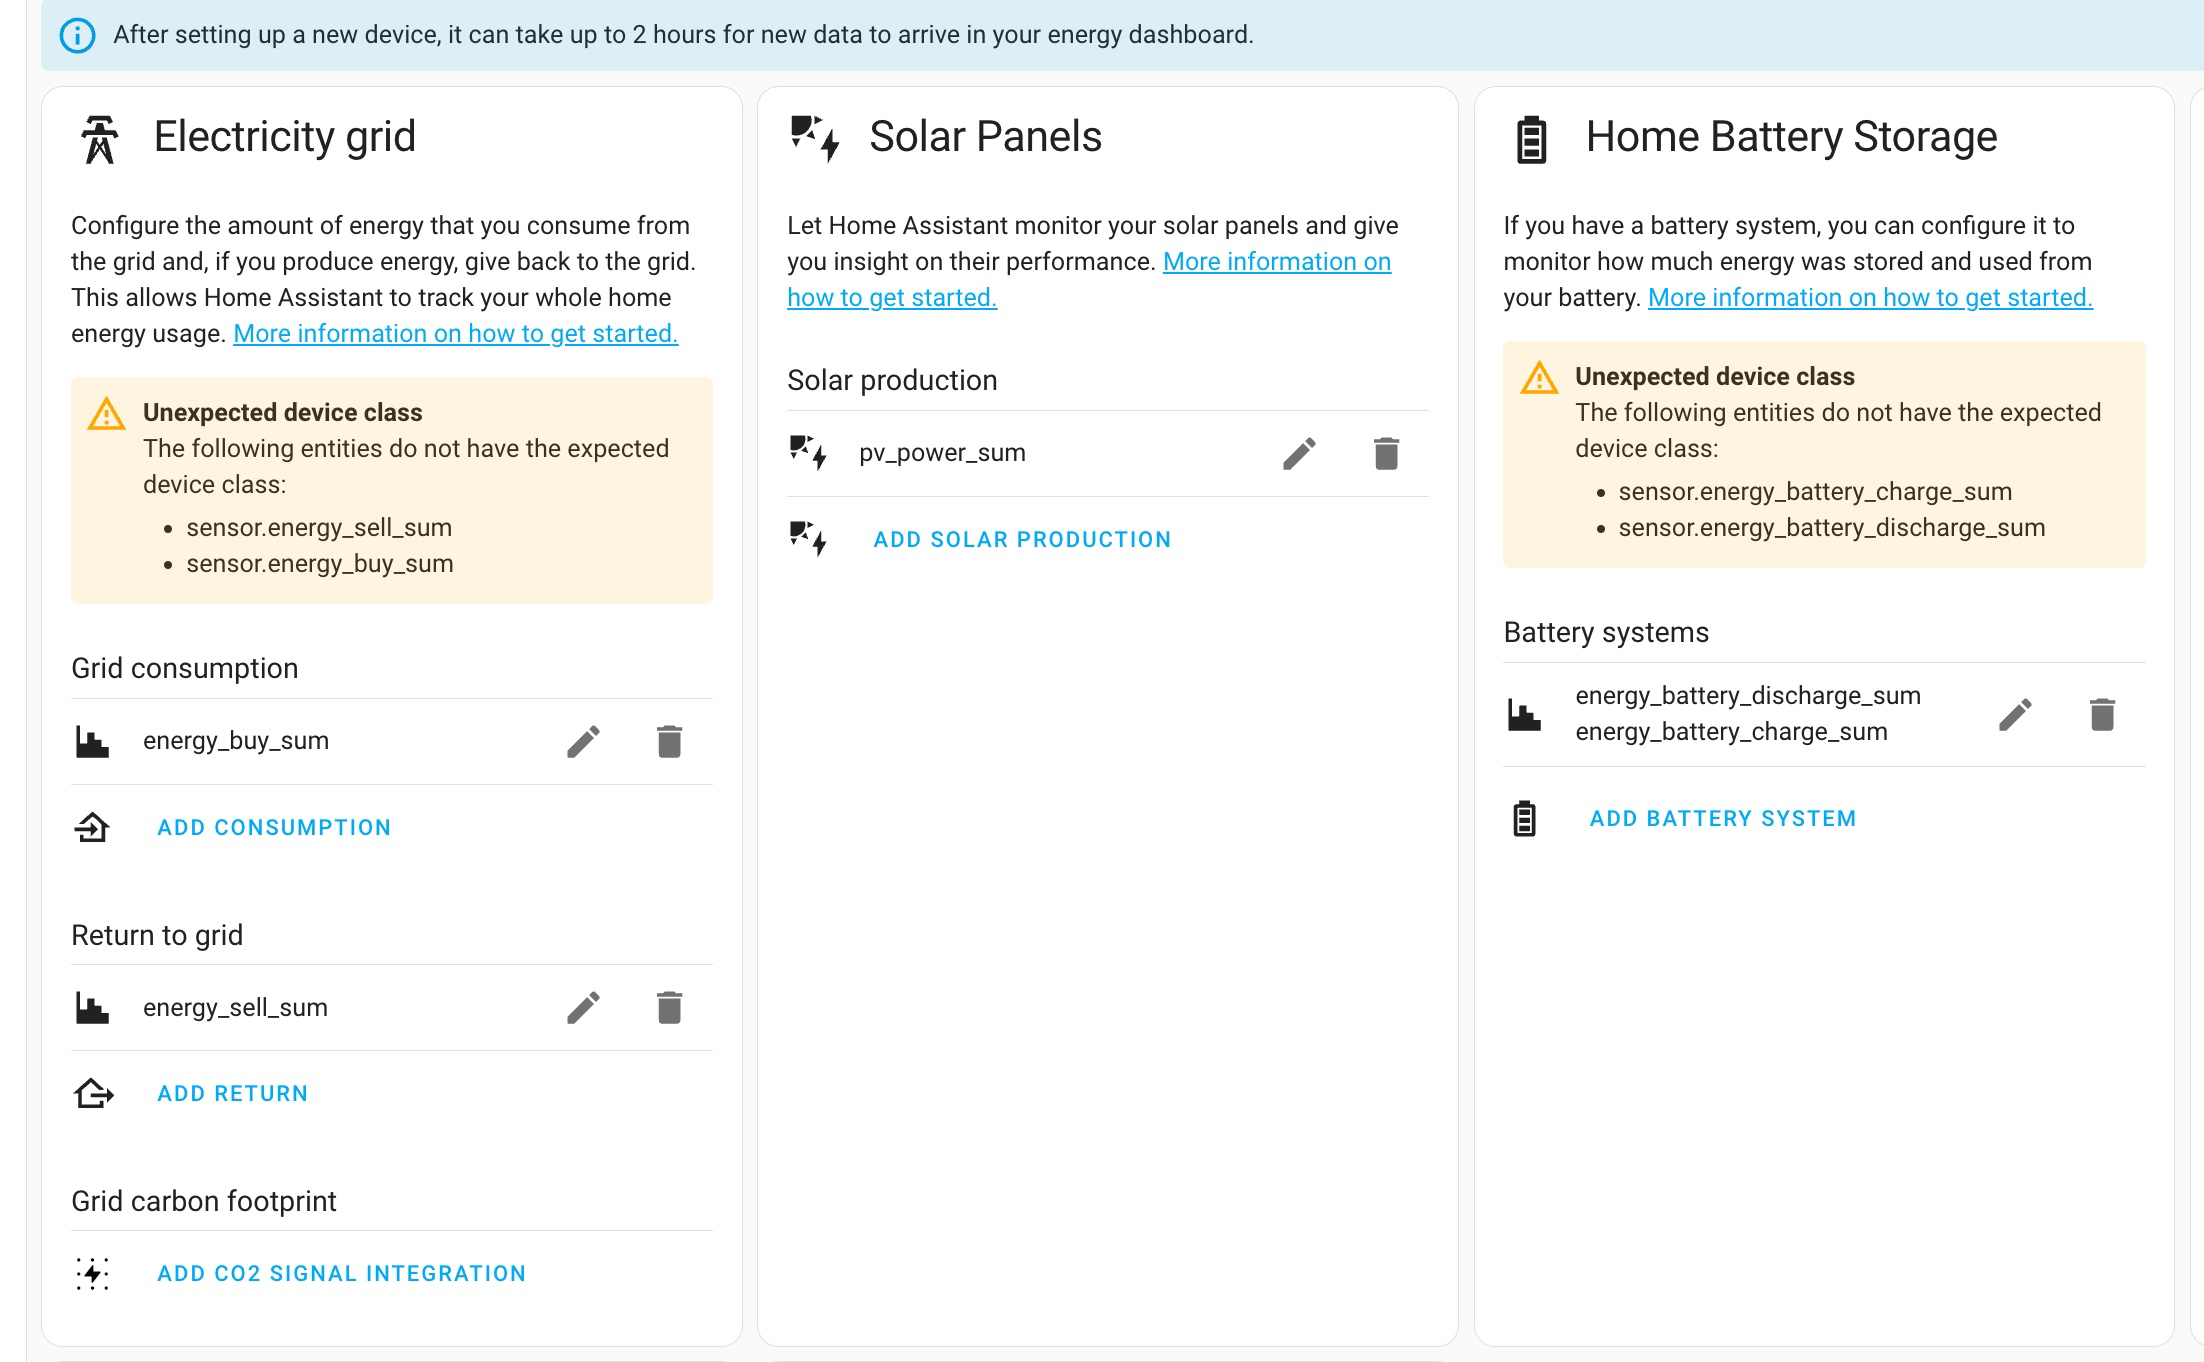 After setting up a new device, it can take up to 2 hours for new data to arrive in your energy dashboard.
Electricity grid
Configure the amount of energy that you consume from
the grid and, if you produce energy, give back to the grid.
This allows Home Assistant to track your whole home
energy usage. More information on how to get started.
Unexpected device class
The following entities do not have the expected
device class:
• sensor.energy_sell_sum
• sensor.energy_buy_sum
Grid consumption
energy_buy_sum
ADD CONSUMPTION
Return to grid
energy_sell_sum
ADD RETURN
Grid carbon footprint
ADD CO2 SIGNAL INTEGRATION
Solar Panels
Let Home Assistant monitor your solar panels and give
you insight on their performance. More information on
how to get started.
Solar production
pv_power_sum
ADD SOLAR PRODUCTION
Home Battery Storage
If you have a battery system, you can configure it to
monitor how much energy was stored and used from
your battery. More information on how to get started.
Unexpected device class
The following entities do not have the expected
device class:
• sensor.energy_battery_charge_sum
• sensor.energy_battery_discharge_sum
Battery systems
energy_battery_discharge_sum
energy_battery_charge_sum
ADD BATTERY SYSTEM